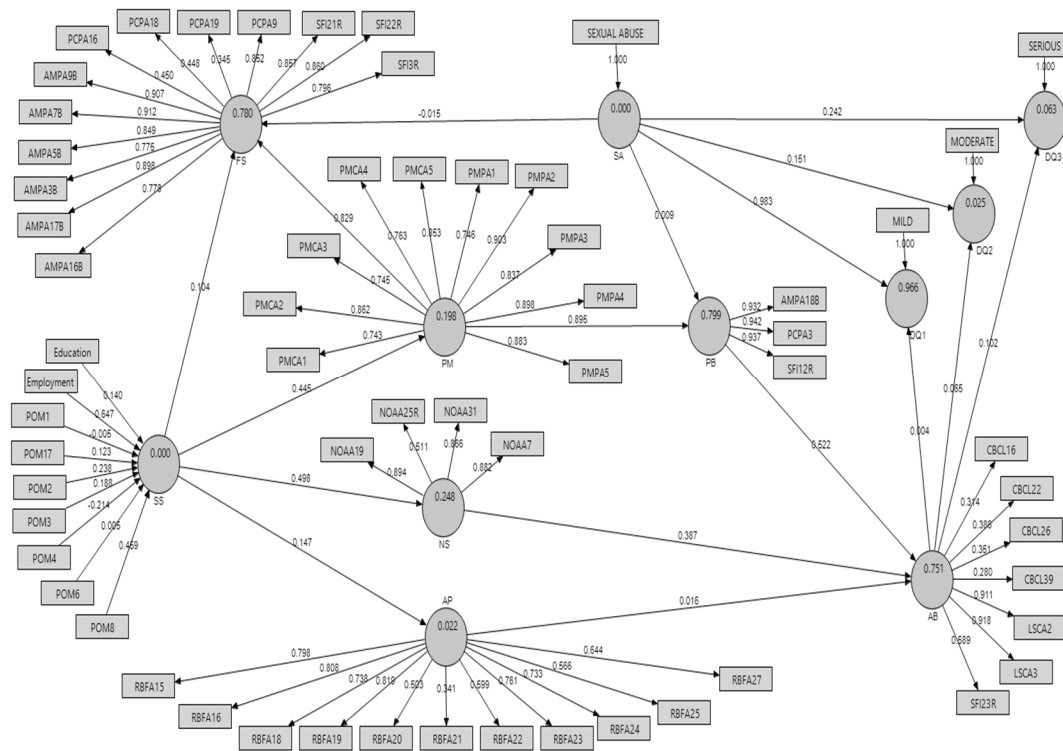 PCPA18
PCPA19
PCPA9
SFI21R
SFI22R
PCPA16
SFI3R
AMPA9B
AMPA7B
AMPA5B
AMPA3B
AMPA17B
AMPA16B
0.448
0.345
0.852
0.857
0.860
0.796
0.450
0.907
0.912
0.849
0.775
0.898
0.778
0.780
FS
SEXUAL ABUSE
1.000
0.000
SA
SERIOUS
1.000
0.063
DQ3
MODERATE
1.000
0.025
DQ2
MILD
1.000
0.966
DQ1
-0.015
0.242
0.151
0.983
0.009
PMCA4
PMCA5
PMPA1
PMPA2
PMCA3
PMPA3
PMCA2
PMPA4
PMCA1
PMPA5
0.763
0.853
0.746
0.903
0.745
0.837
0.862
0.898
0.743
0.883
0.829
0.198
PM
0.895
0.799
PB
0.932
AMPA18B
0.942
PCPA3
0.937
SFI12R
0.104
0.445
0.522
0.102
0.065
0.004
Education
Employment
POM1
POM17
POM2
POM3
POM4
POM6
POM8
0.140
0.647
-0.005
0.123
0.238
0.188
-0.214
0.005
0.459
0.000
SS
NOAA19
NOAA25R
NOAA31
NOAA7
0.894
0.511
0.866
0.882
0.498
0.248
NS
0.387
0.147
AP
0.022
0.016
0.751
AB
CBCL16
CBCL22
CBCL26
CBCL39
LSCA2
LSCA3
SFI23R
0.314
0.388
0.351
0.280
0.911
0.918
0.589
RBFA15
RBFA16
RBFA18
RBFA19
RBFA20
RBFA21
RBFA22
RBFA23
RBFA24
RBFA25
RBFA27
0.798
0.808
0.738
0.819
0.503
0.341
0.599
0.761
0.733
0.566
0.644